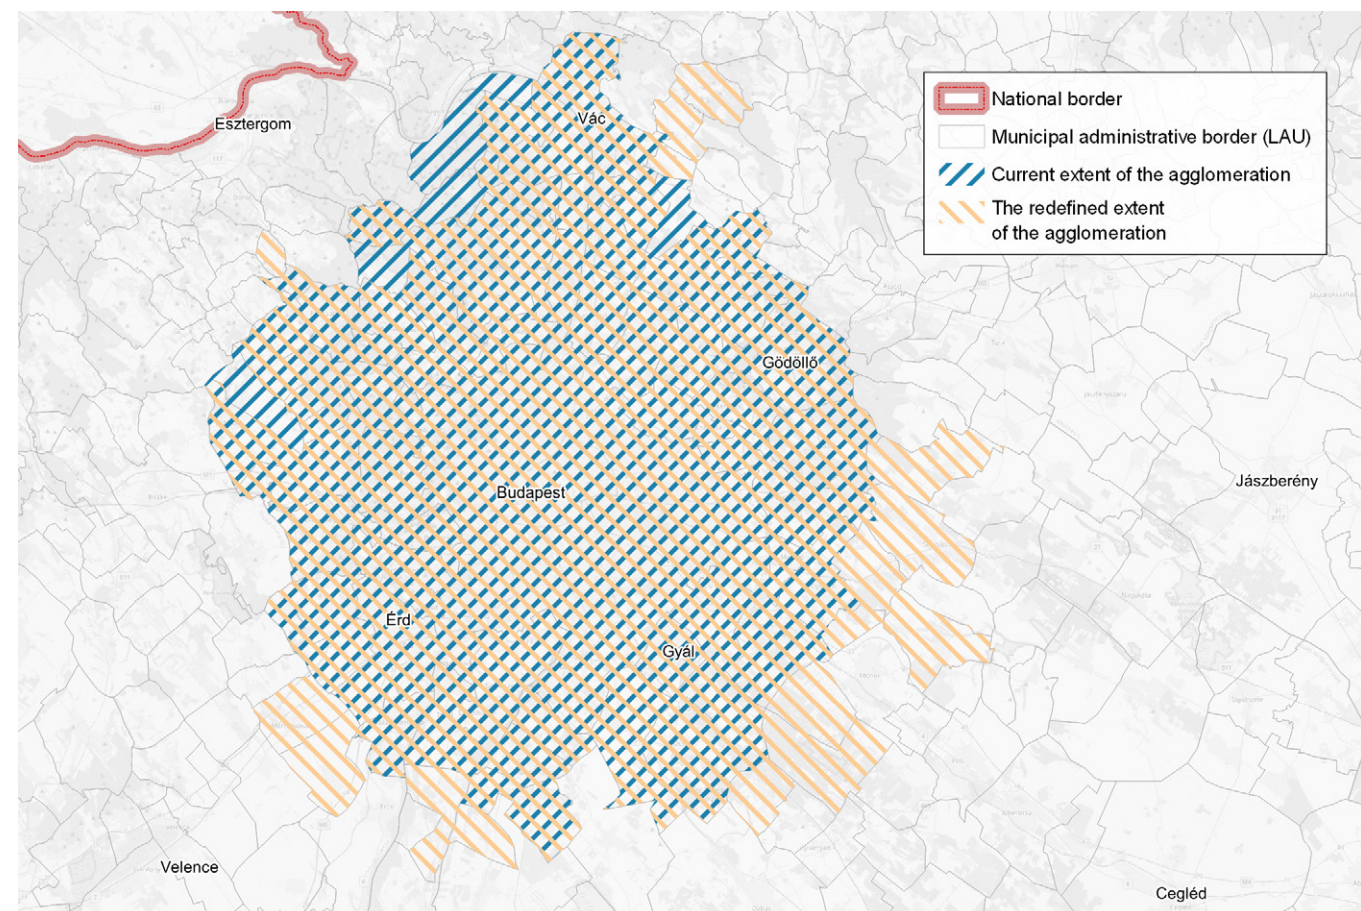 National border
Esztergom
Vác
Municipal administrative border (LAU)
Current extent of the agglomeration
The redefined extent
of the agglomeration
Gödöllő
Jászberény
Budapest
Érd
Gyál
Velence
Cegléd